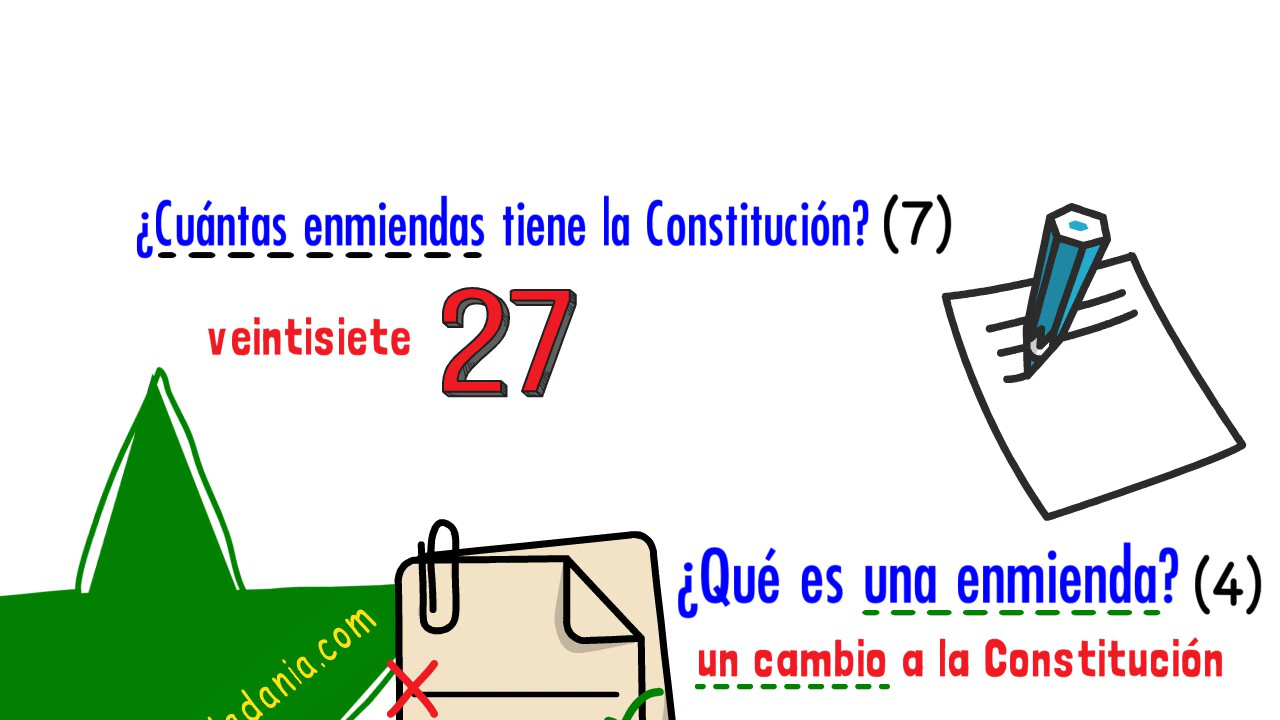 ¿Cuántas enmiendas tiene la Constitución? (7)
veintisiete 27
¿Qué es una enmienda? (4)
un cambio a la Constitución